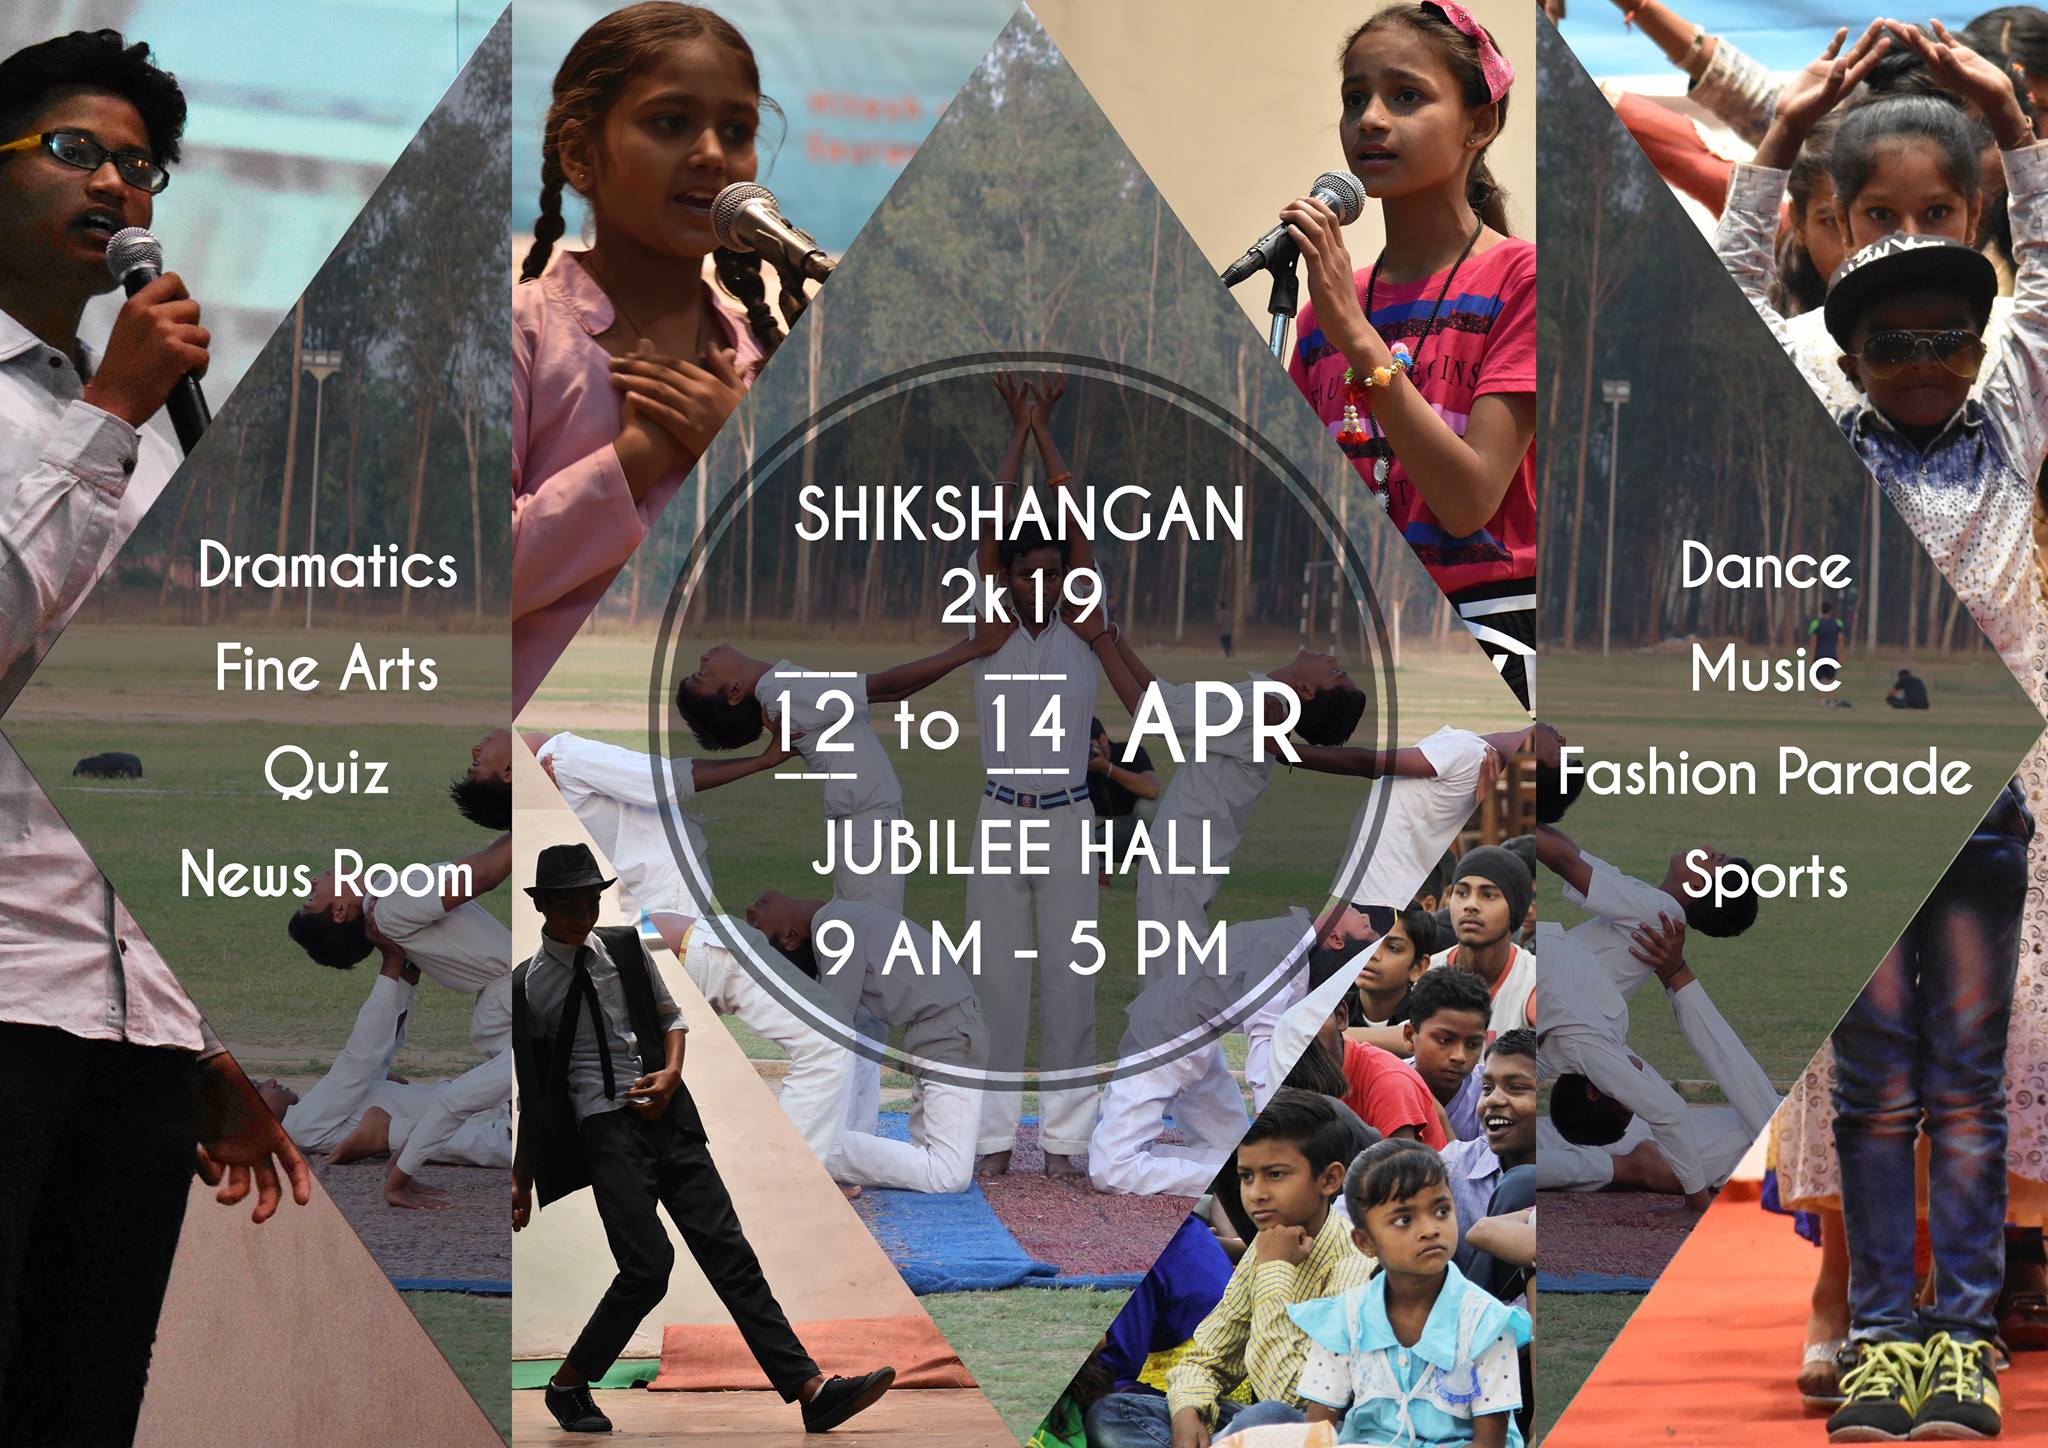 SHIKSHANGAN
2k19
12 to 14 APR
JUBILEE HALL
9 AM - 5 PM
Dramatics
Fine Arts
Quiz
News Room
Dance
Music
Fashion Parade
Sports